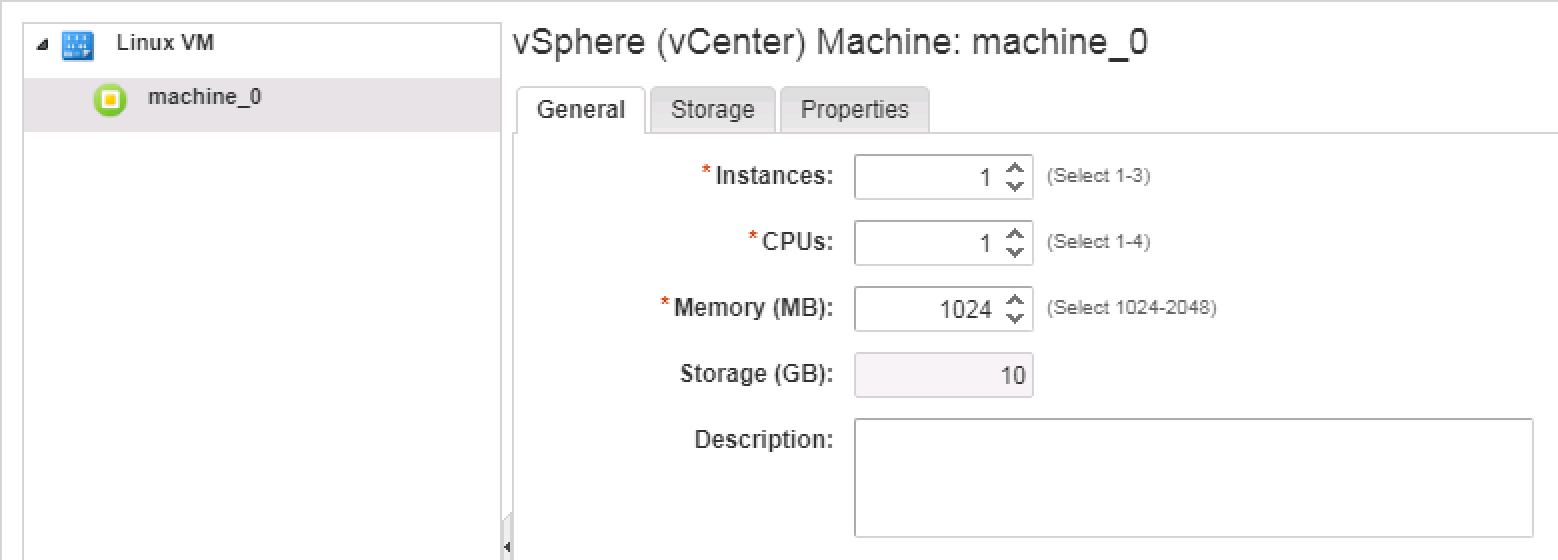 Linux VM
machine_0
vSphere (vCenter) Machine: machine_0
General Storage Properties
*Instances: 1 (Select 1-3)
*CPUs: 1 (Select 1-4)
*Memory (MB): 1024 (Select 1024-2048)
Storage (GB): 10
Description: